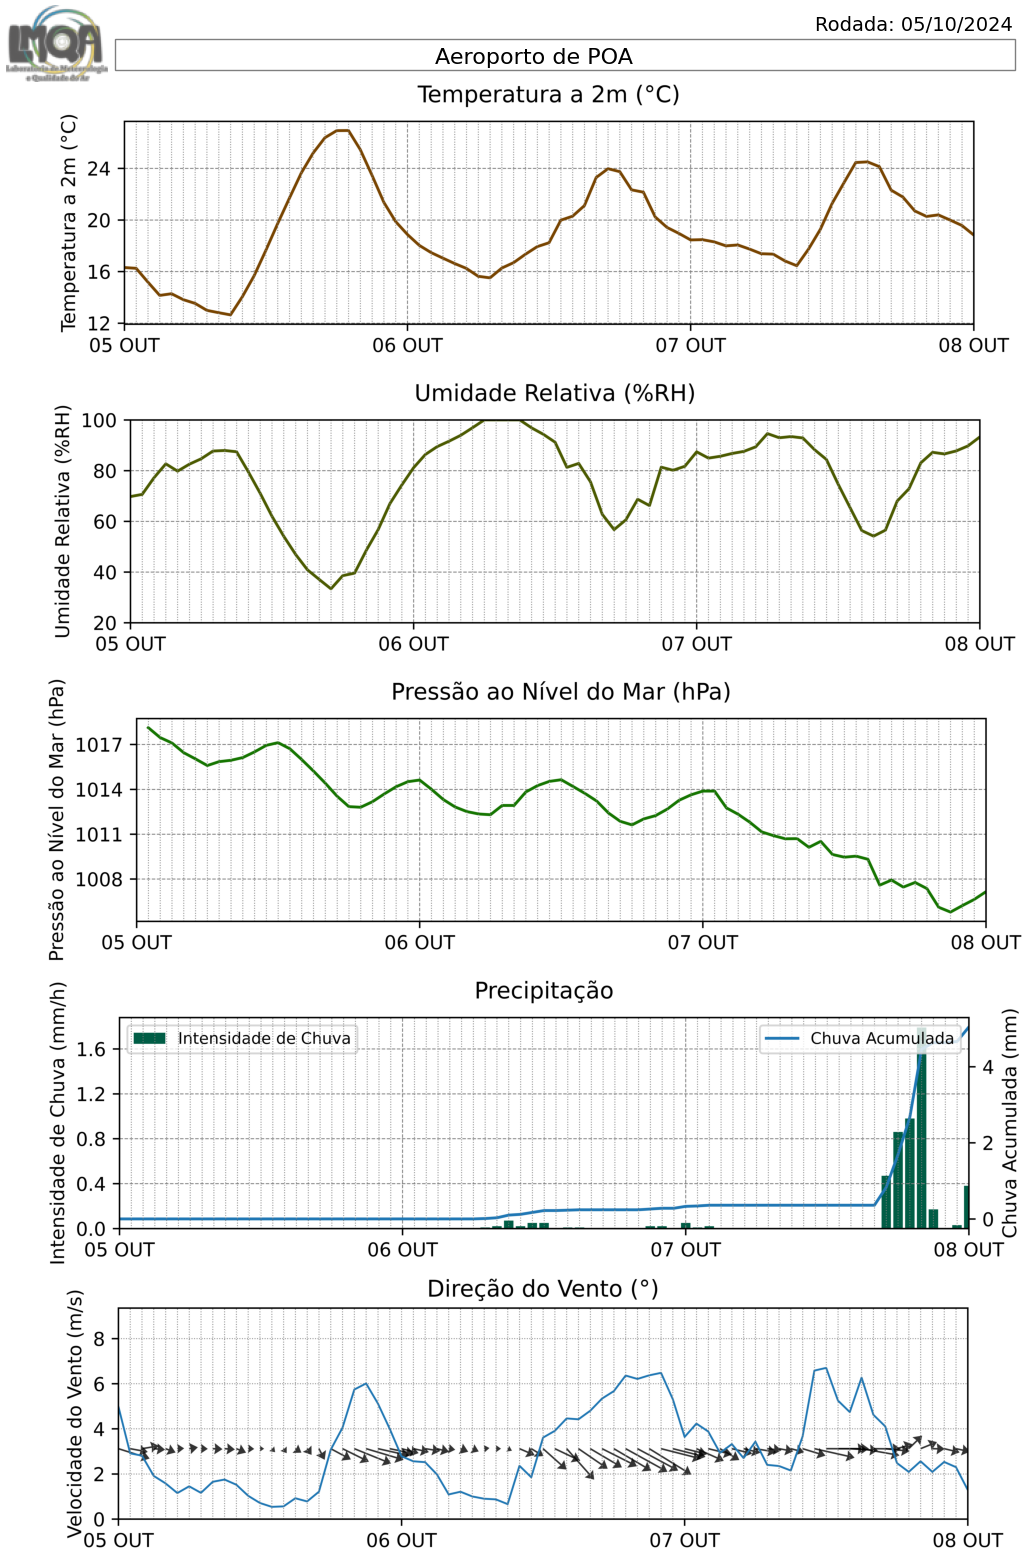 LMQA
Laboratório de Meteorologia
e Qualidade do Ar
Rodada: 05/10/2024
Aeroporto de POA
Temperatura a 2m (°C)
Temperatura a 2m (°C)
24
20
16
12
05 OUT 06 OUT 07 OUT 08 OUT
Umidade Relativa (%RH)
Umidade Relativa (%RH)
100
80
60
40
20
05 OUT 06 OUT 07 OUT 08 OUT
Pressão ao Nível do Mar (hPa)
Pressão ao Nível do Mar (hPa)
1017
1014
1011
1008
05 OUT 06 OUT 07 OUT 08 OUT
Precipitação
Intensidade de Chuva (mm/h)
Intensidade de Chuva
Chuva Acumulada
Chuva Acumulada (mm)
1.6
1.2
0.8
0.4
0.0
4
2
0
05 OUT 06 OUT 07 OUT 08 OUT
Direção do Vento (°)
Velocidade do Vento (m/s)
8
6
4
2
0
05 OUT 06 OUT 07 OUT 08 OUT